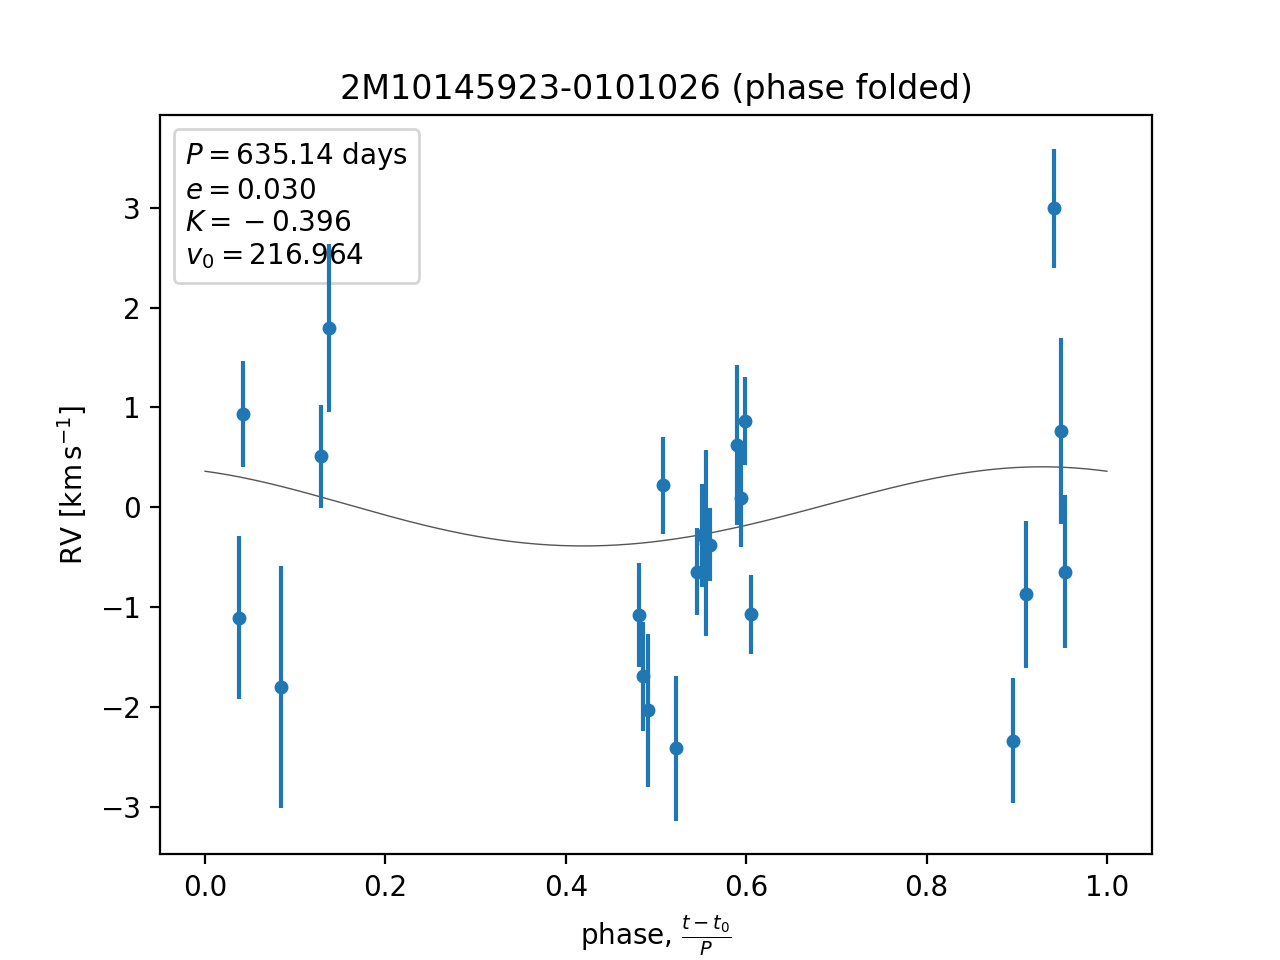 2M10145923-0101026 (phase folded)
P = 635.14 days
e = 0.030
K = −0.396
v₀ = 216.964
RV [km s⁻¹]
3
2
1
0
−1
−2
−3
0.0 0.2 0.4 0.6 0.8 1.0
phase, (t − t₀)/P